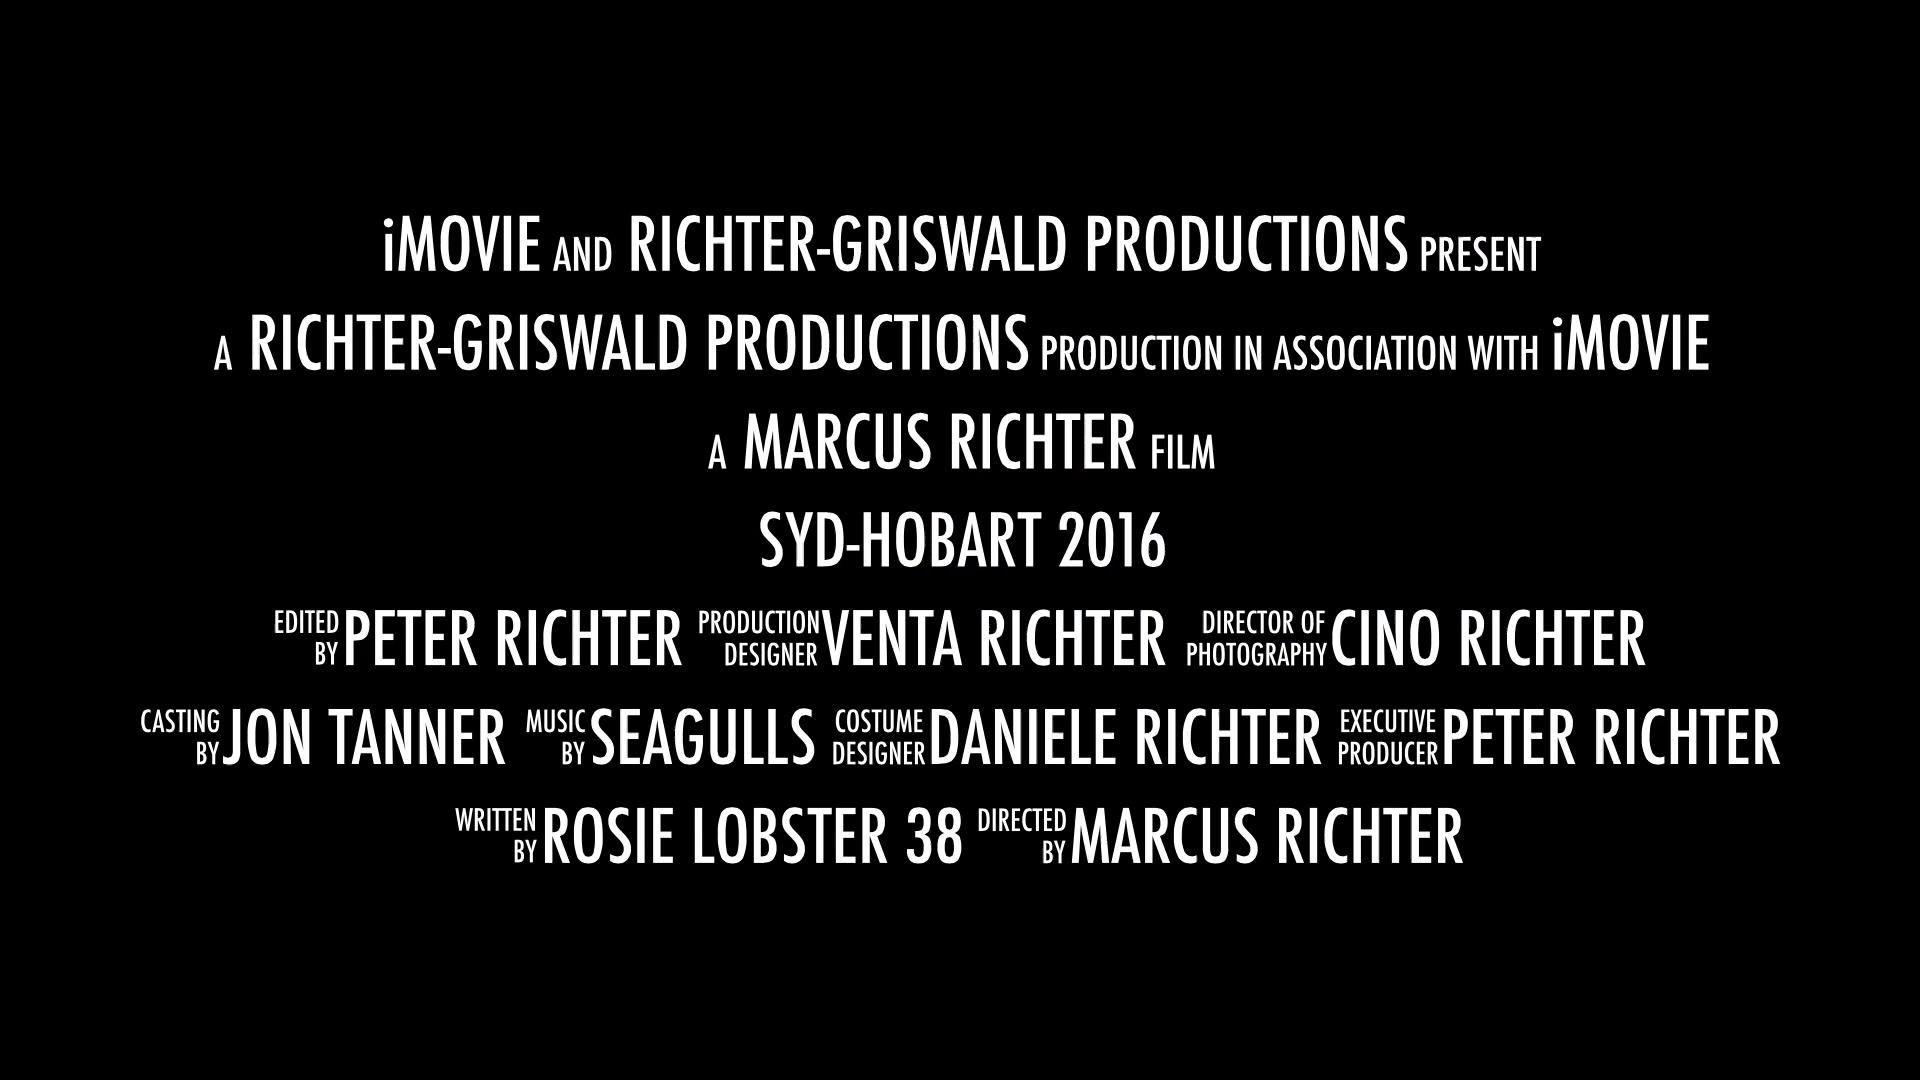 iMOVIE AND RICHTER-GRISWALD PRODUCTIONS PRESENT
A RICHTER-GRISWALD PRODUCTIONS PRODUCTION IN ASSOCIATION WITH iMOVIE
A MARCUS RICHTER FILM
SYD-HOBART 2016
EDITED BY PETER RICHTER PRODUCTION DESIGNER VENTA RICHTER DIRECTOR OF PHOTOGRAPHY CINO RICHTER
CASTING BY JON TANNER MUSIC BY SEAGULLS COSTUME DESIGNER DANIELE RICHTER EXECUTIVE PRODUCER PETER RICHTER
WRITTEN BY ROSIE LOBSTER 38 DIRECTED BY MARCUS RICHTER